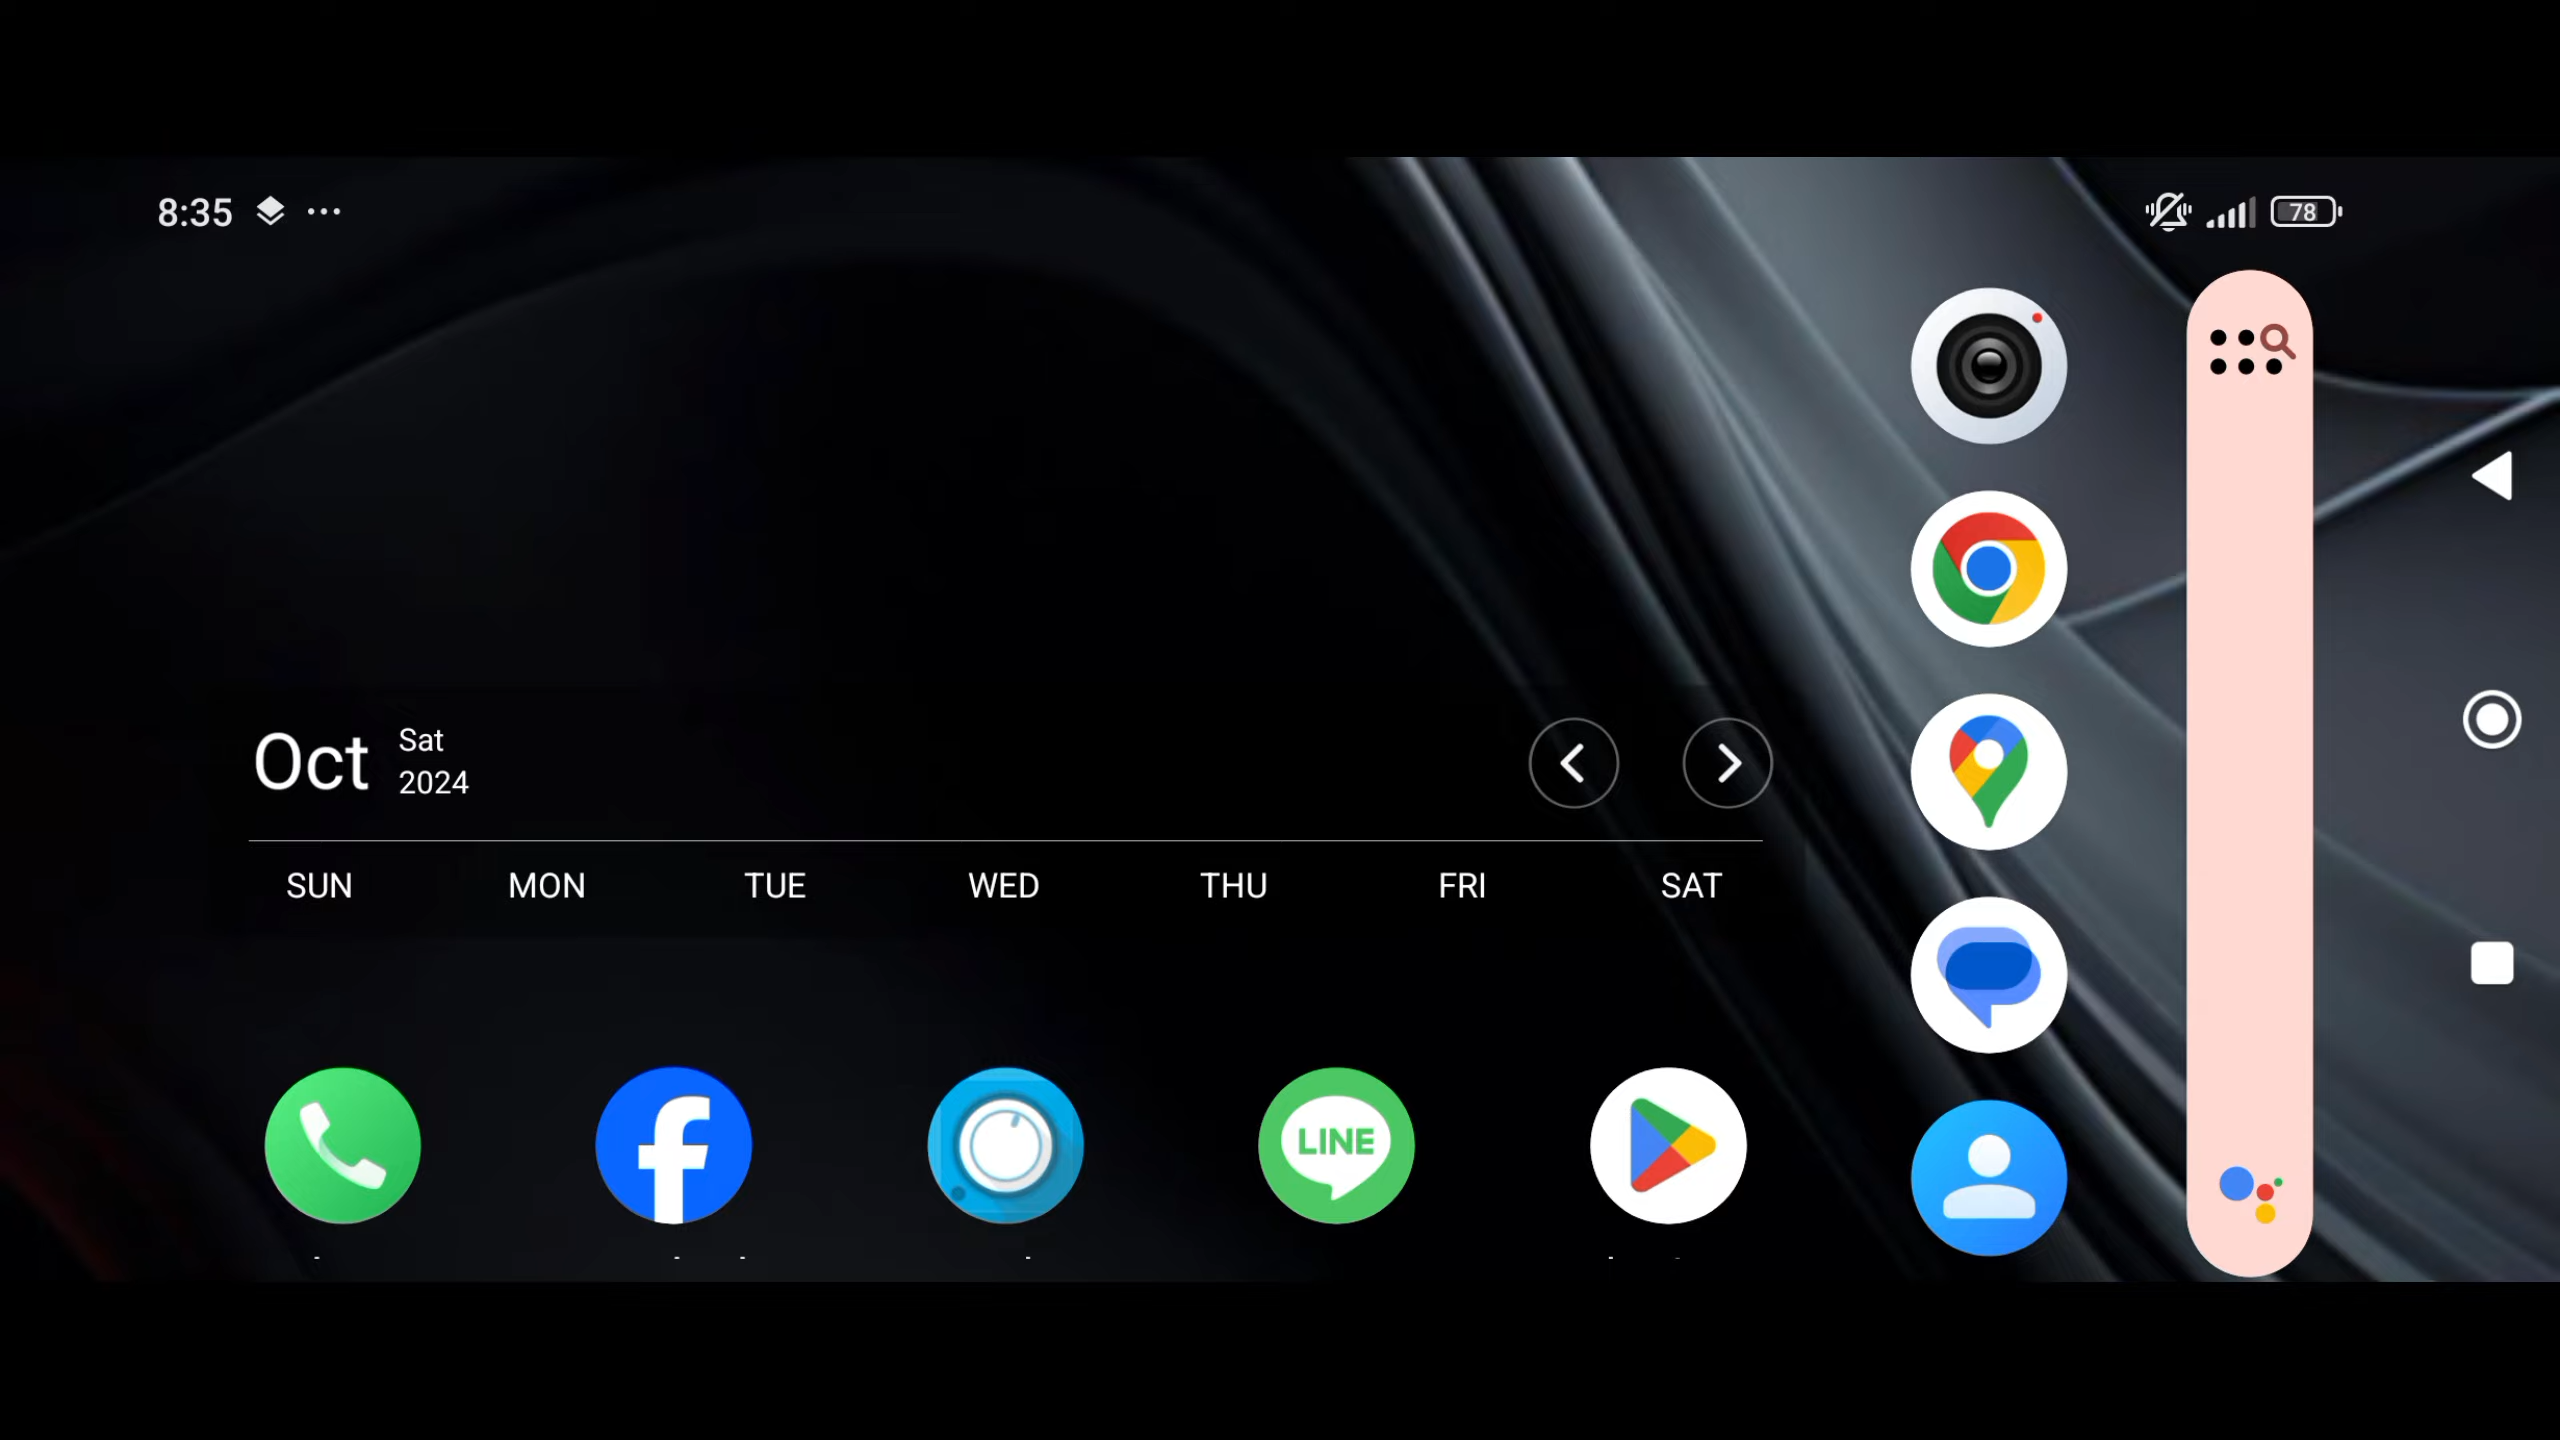 8:35
78
Oct
Sat
2024
SUN MON TUE WED THU FRI SAT
LINE